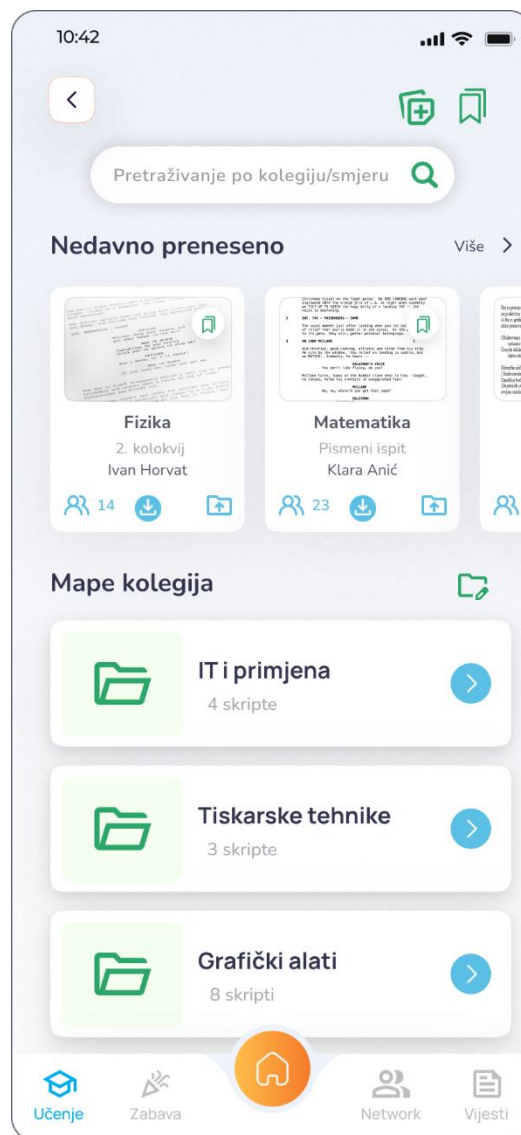 10:42
Pretraživanje po kolegiju/smjeru
Nedavno preneseno
Više
Fizika
2. kolokvij
Ivan Horvat
14
Matematika
Pismeni ispit
Klara Anić
23
Mape kolegija
IT i primjena
4 skripte
Tiskarske tehnike
3 skripte
Grafički alati
8 skripti
Učenje
Zabava
Network
Vijesti